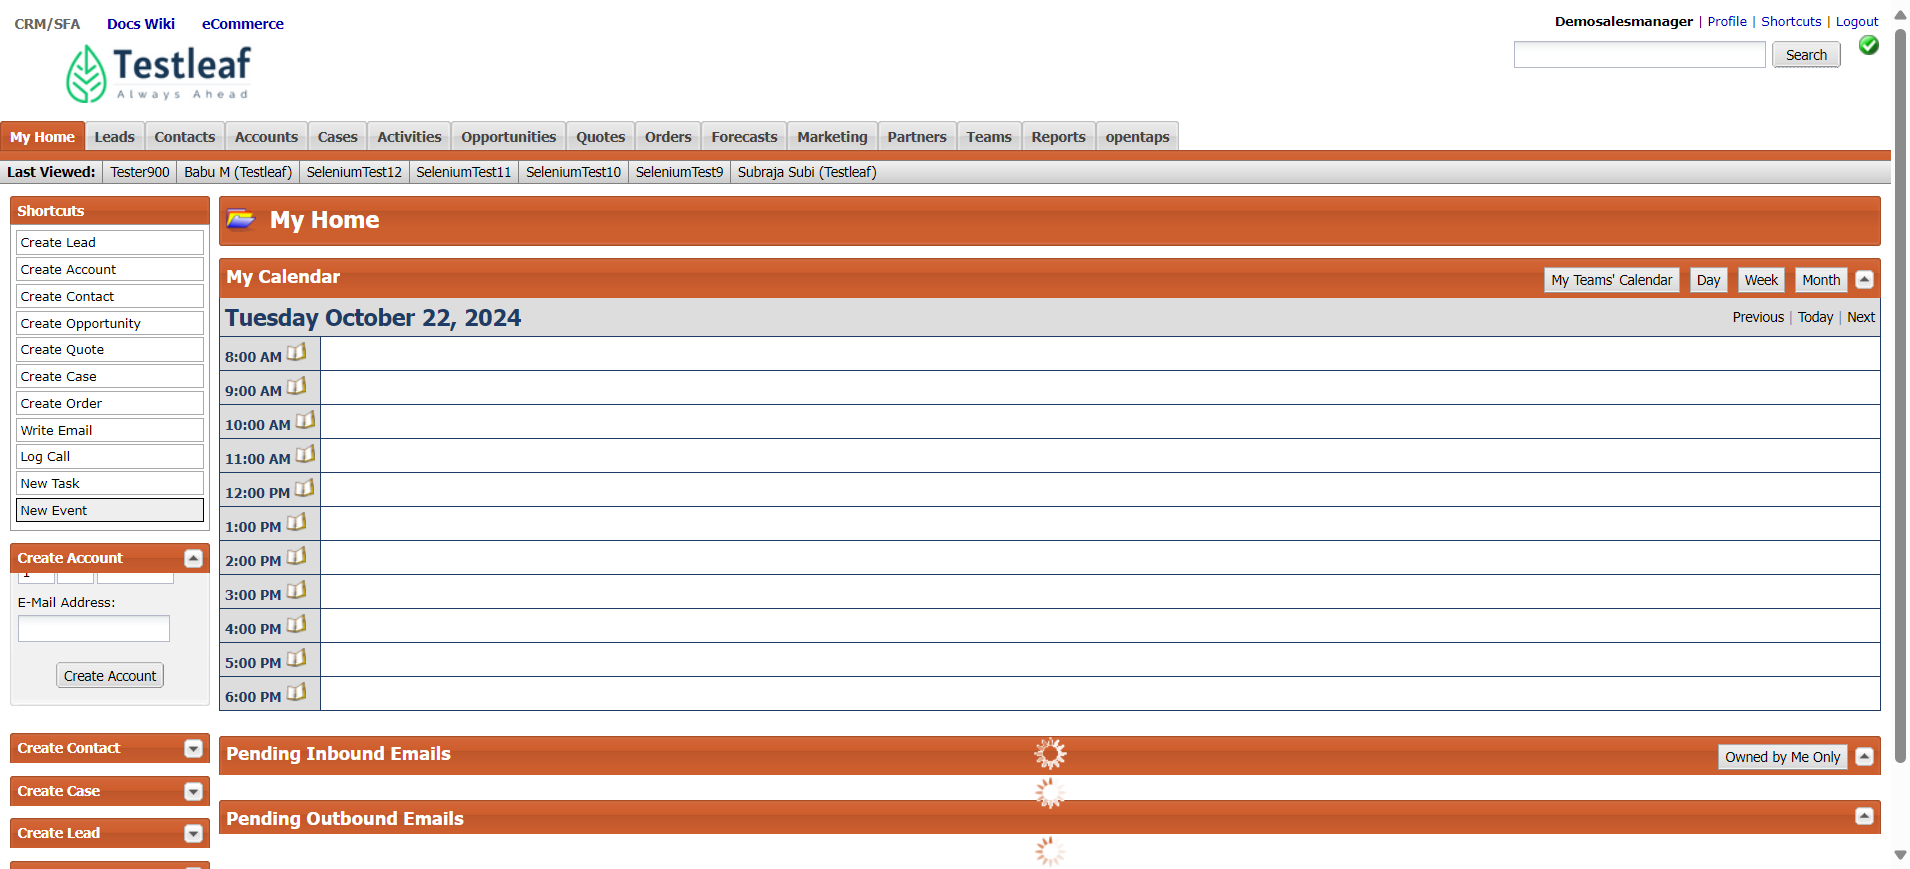 CRM/SFA Docs Wiki eCommerce
Demosalesmanager | Profile | Shortcuts | Logout
Search
Testleaf
Always Ahead
My Home Leads Contacts Accounts Cases Activities Opportunities Quotes Orders Forecasts Marketing Partners Teams Reports opentaps
Last Viewed: Tester900 Babu M (Testleaf) SeleniumTest12 SeleniumTest11 SeleniumTest10 SeleniumTest9 Subraja Subi (Testleaf)
Shortcuts
Create Lead
Create Account
Create Contact
Create Opportunity
Create Quote
Create Case
Create Order
Write Email
Log Call
New Task
New Event
Create Account
E-Mail Address:
Create Account
Create Contact
Create Case
Create Lead
My Home
My Calendar
My Teams' Calendar Day Week Month
Tuesday October 22, 2024
Previous | Today | Next
8:00 AM
9:00 AM
10:00 AM
11:00 AM
12:00 PM
1:00 PM
2:00 PM
3:00 PM
4:00 PM
5:00 PM
6:00 PM
Pending Inbound Emails
Owned by Me Only
Pending Outbound Emails